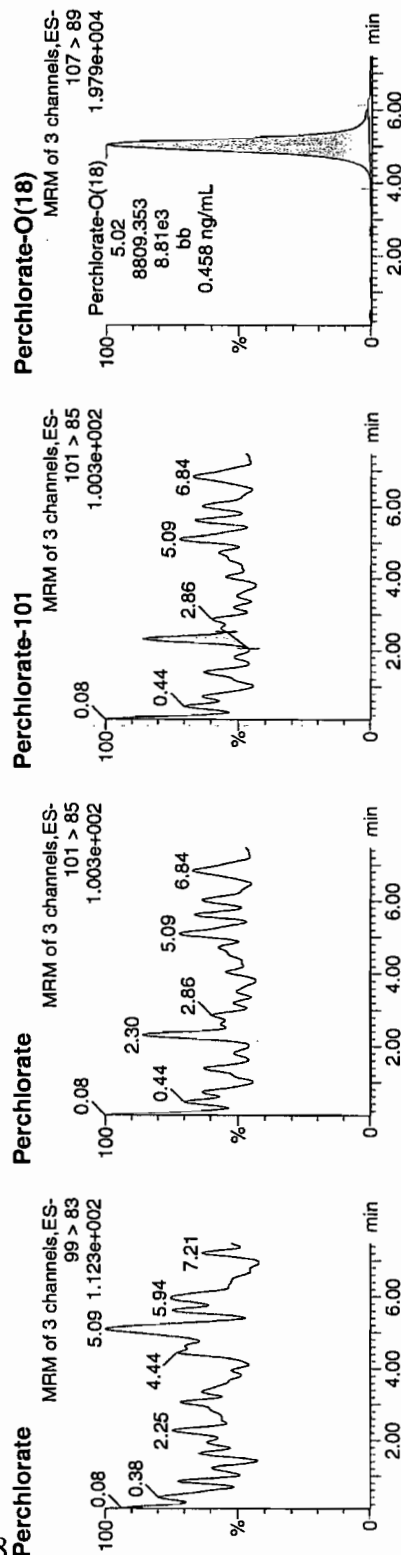 Perchlorate
MRM of 3 channels,ES-
99 > 83
1.123e+002
100
%
0
0.08
0.38
2.25
4.44
5.09
5.94
7.21
2.00
4.00
6.00
min
Perchlorate
MRM of 3 channels,ES-
101 > 85
1.003e+002
100
%
0
0.08
0.44
2.30
2.86
5.09
6.84
2.00
4.00
6.00
min
Perchlorate-101
MRM of 3 channels,ES-
101 > 85
1.003e+002
100
%
0
0.08
0.44
2.86
5.09
6.84
2.00
4.00
6.00
min
Perchlorate-O(18)
MRM of 3 channels,ES-
107 > 89
1.979e+004
100
%
0
Perchlorate-O(18)
5.02
8809.353
8.81e3
bb
0.458 ng/mL
2.00
4.00
6.00
min